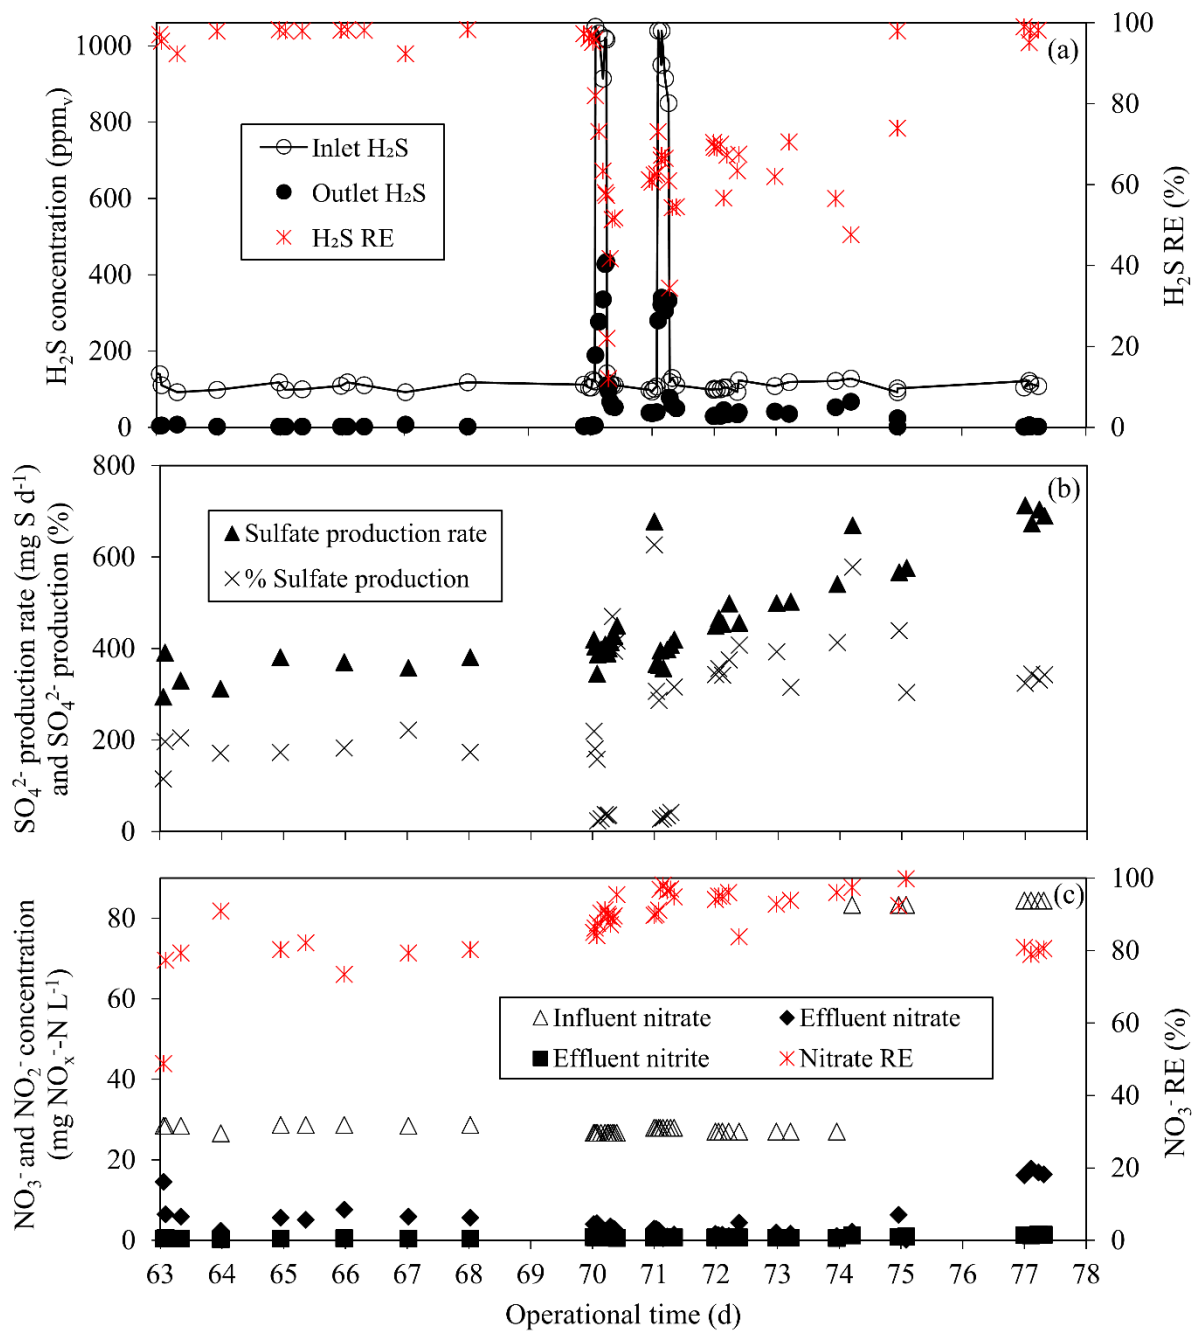 (a)
H₂S concentration (ppmᵥ)
1000
800
600
400
200
0
Inlet H₂S
Outlet H₂S
H₂S RE
100
80
60
40
20
0
H₂S RE (%)
(b)
SO₄²⁻ production rate (mg S d⁻¹)
and SO₄²⁻ production (%)
800
600
400
200
0
Sulfate production rate
% Sulfate production
(c)
NO₃⁻ and NO₂⁻ concentration
(mg NOₓ⁻-N L⁻¹)
80
60
40
20
0
Influent nitrate
Effluent nitrate
Effluent nitrite
Nitrate RE
100
80
60
40
20
0
NO₃⁻ RE (%)
63 64 65 66 67 68 69 70 71 72 73 74 75 76 77 78
Operational time (d)